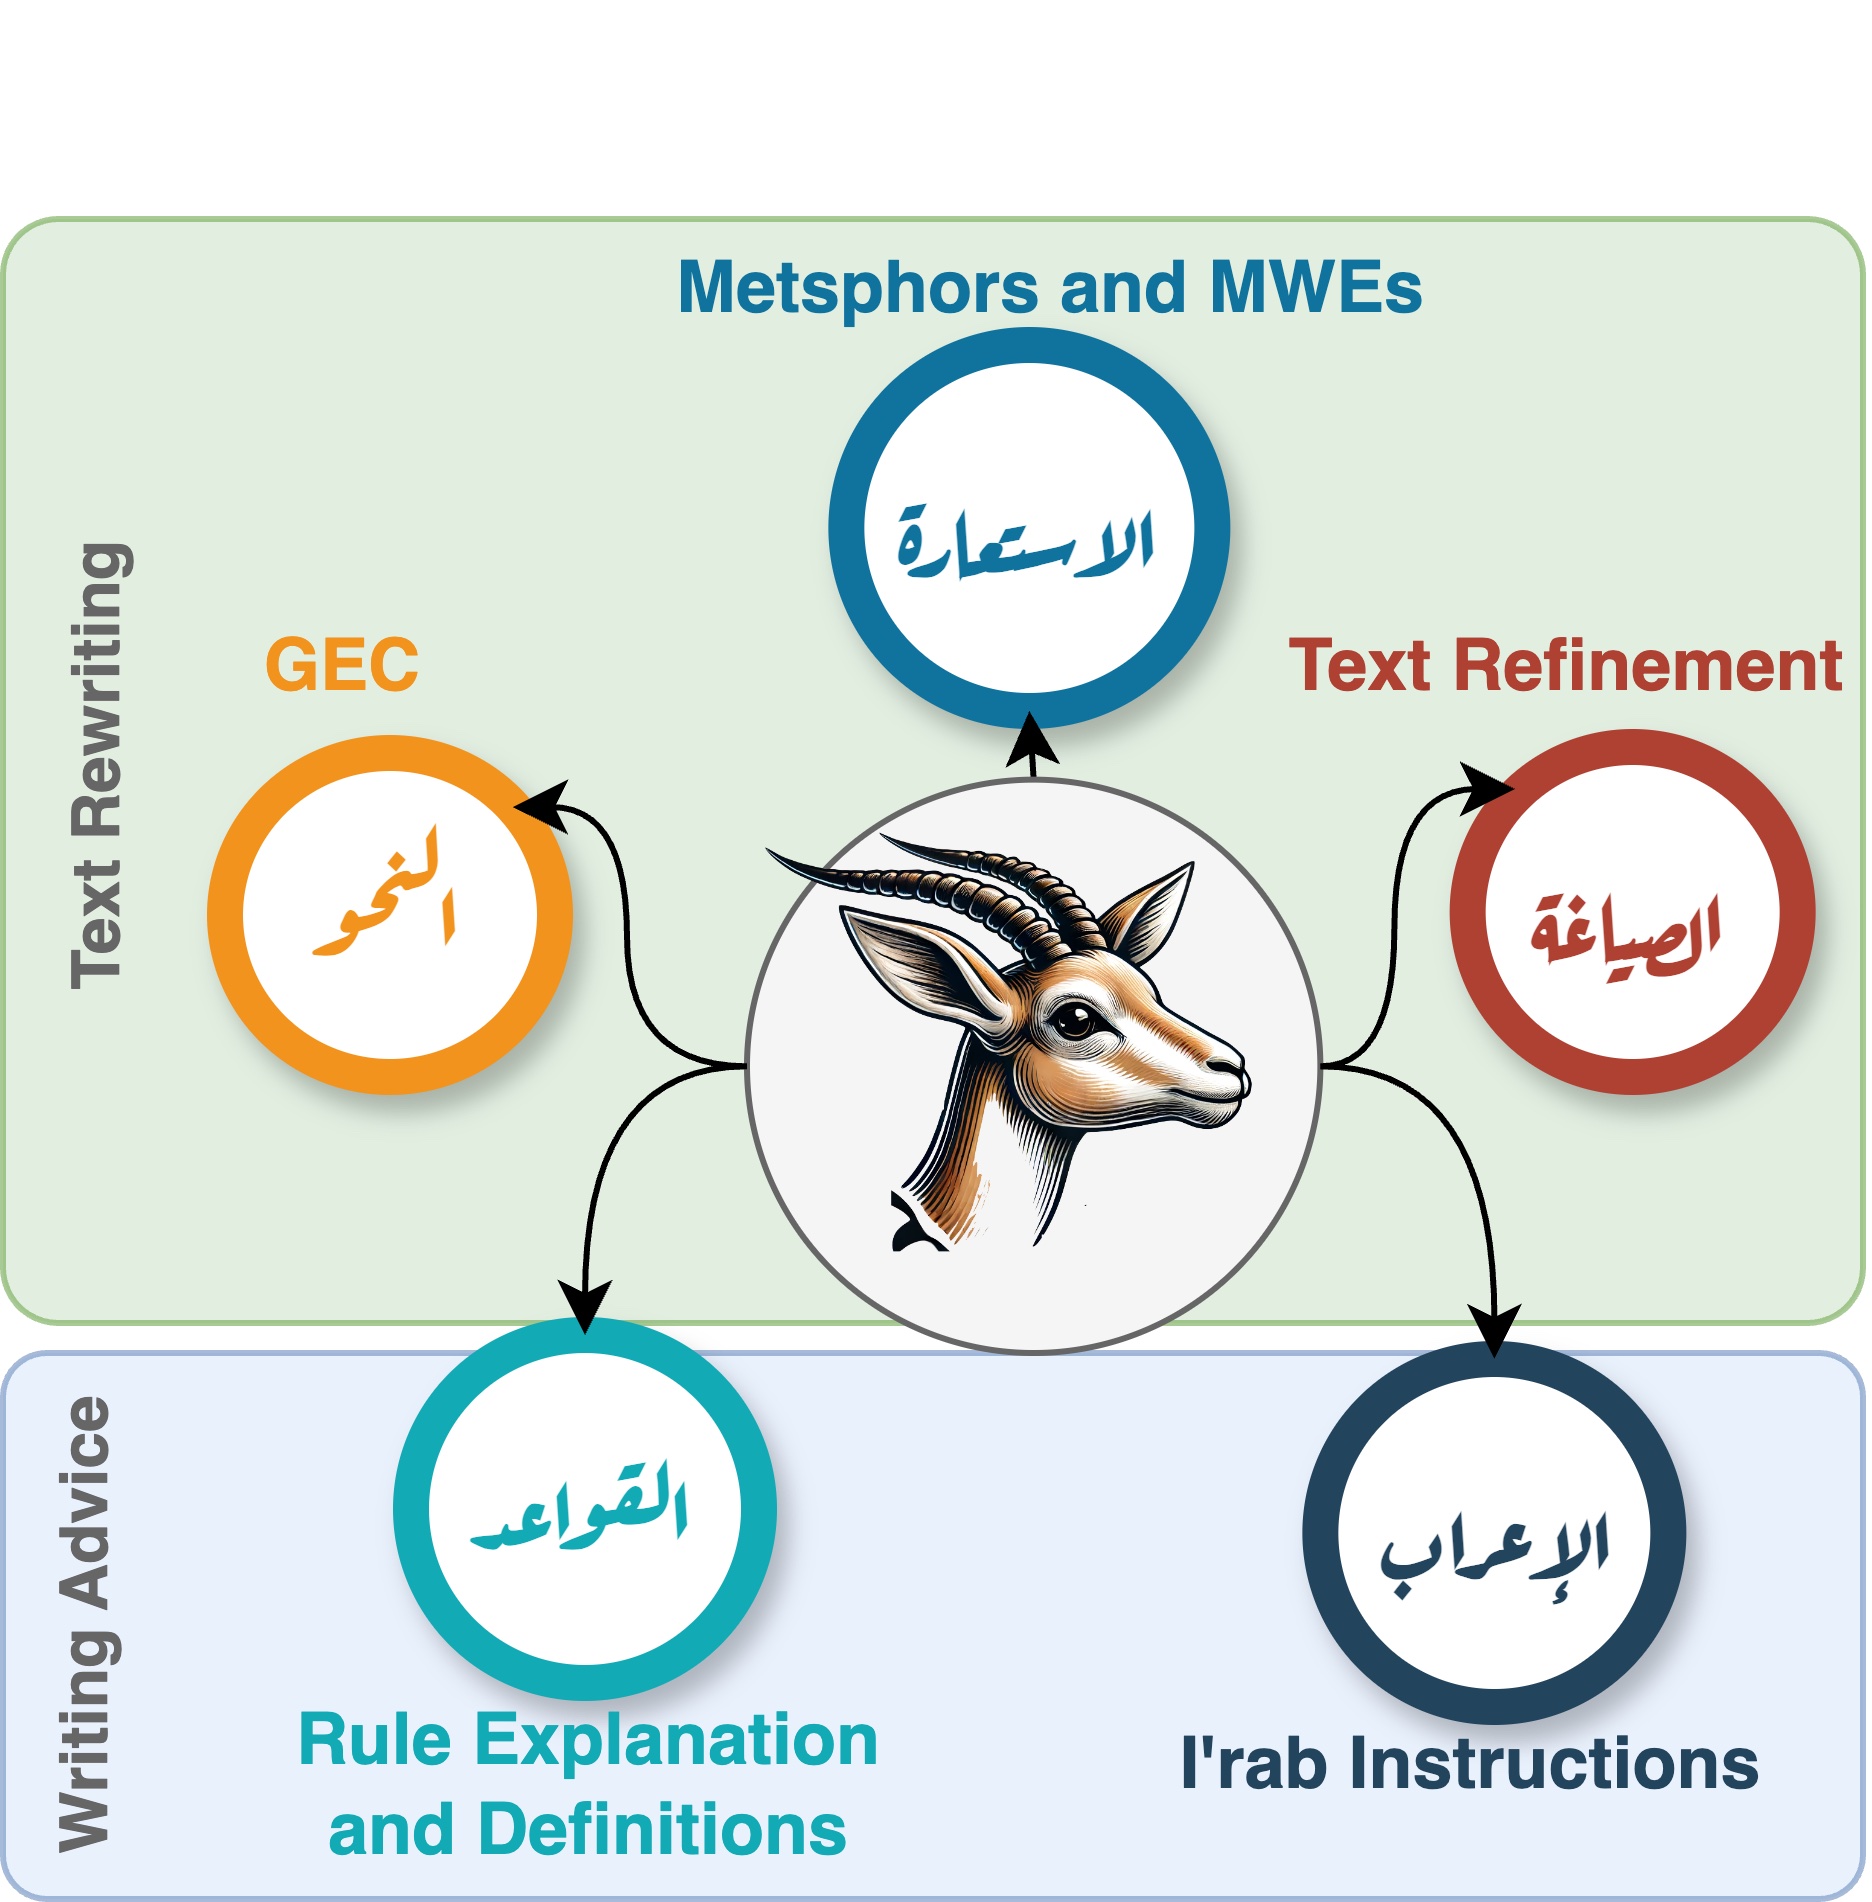 Metsphors and MWEs
الاستعارة
Text Rewriting
GEC
النحو
Text Refinement
الصياغة
Writing Advice
القواعد
Rule Explanation
and Definitions
الإعراب
I'rab Instructions